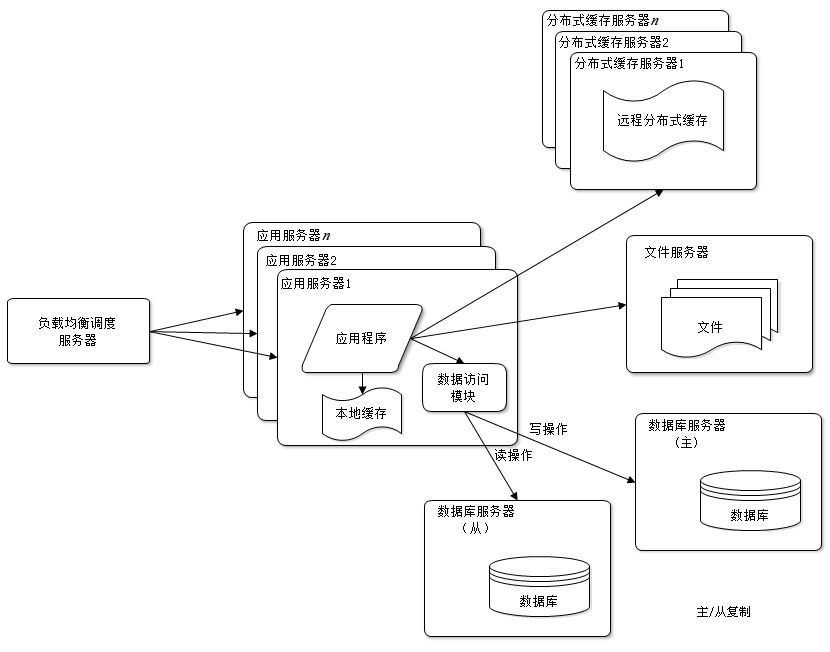 分布式缓存服务器n
分布式缓存服务器2
分布式缓存服务器1
远程分布式缓存
应用服务器n
应用服务器2
应用服务器1
文件服务器
文件
负载均衡调度
服务器
应用程序
数据访问
模块
本地缓存
写操作
读操作
数据库服务器
（主）
数据库
数据库服务器
（从）
数据库
主/从复制